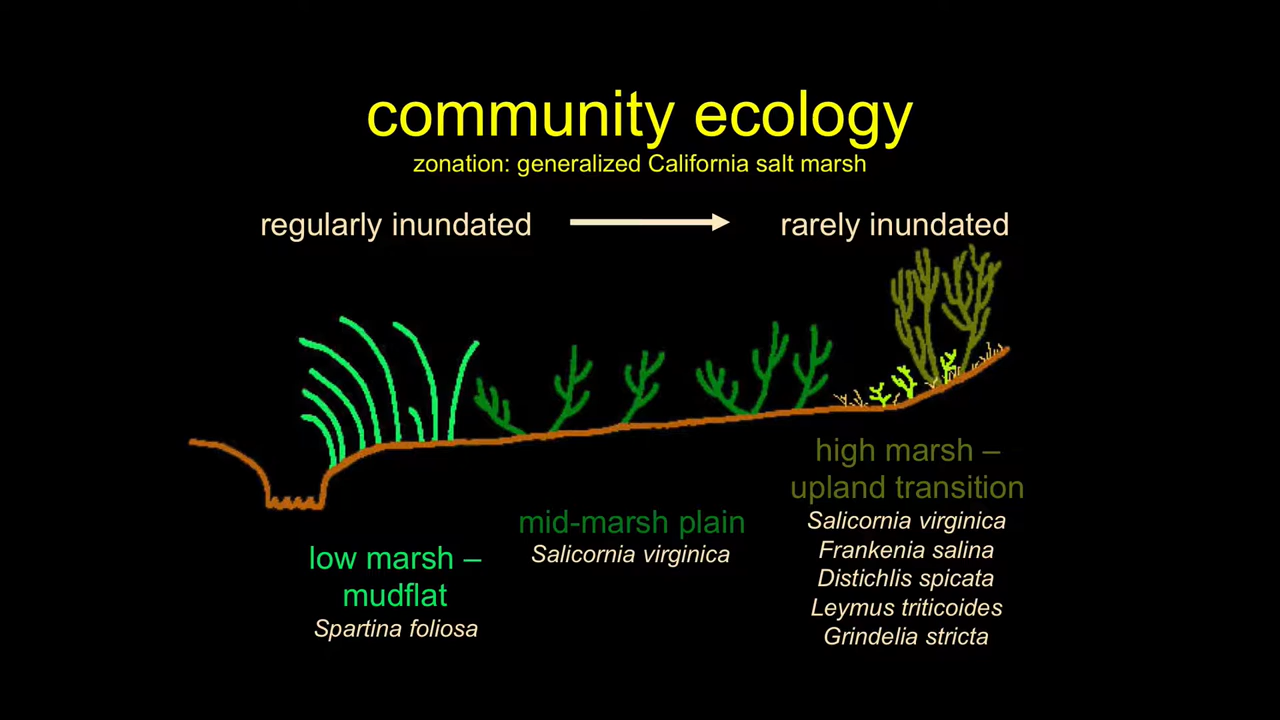 community ecology
zonation: generalized California salt marsh
regularly inundated
rarely inundated
low marsh –
mudflat
Spartina foliosa
mid-marsh plain
Salicornia virginica
high marsh –
upland transition
Salicornia virginica
Frankenia salina
Distichlis spicata
Leymus triticoides
Grindelia stricta